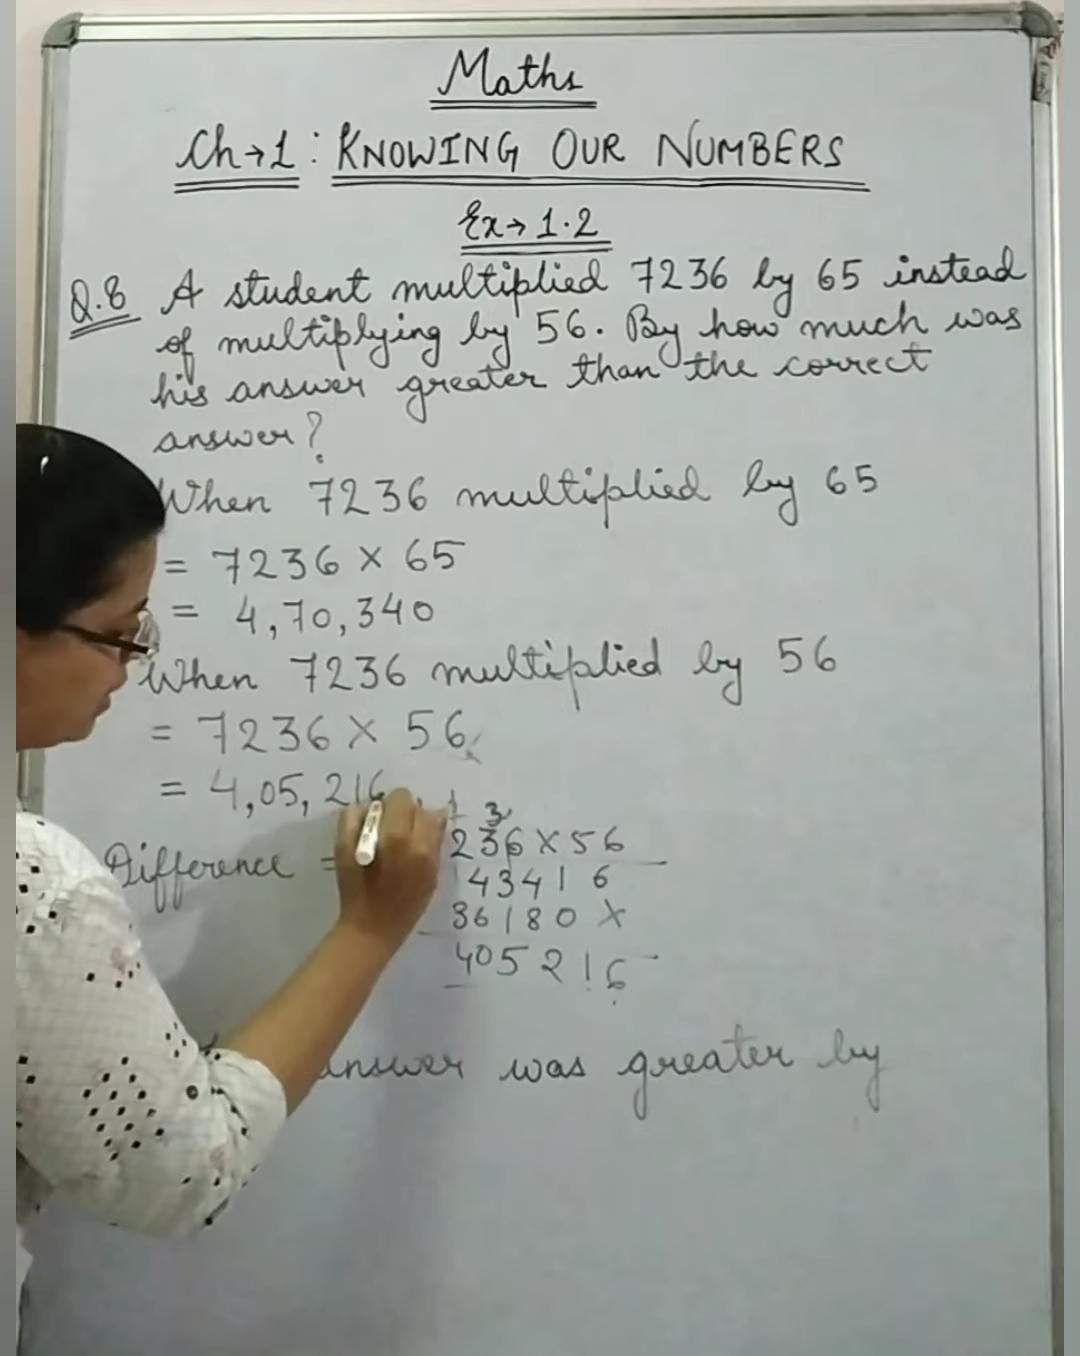 Maths
Ch→1: KNOWING OUR NUMBERS
Ex→1.2
Q.8 A student multiplied 7236 by 65 instead
of multiplying by 56. By how much was
his answer greater than the correct
answer?
When 7236 multiplied by 65
= 7236 × 65
= 4,70,340
When 7236 multiplied by 56
= 7236 × 56
= 4,05,216
3
Difference = 236×56
43416
36180×
405216
answer was greater by